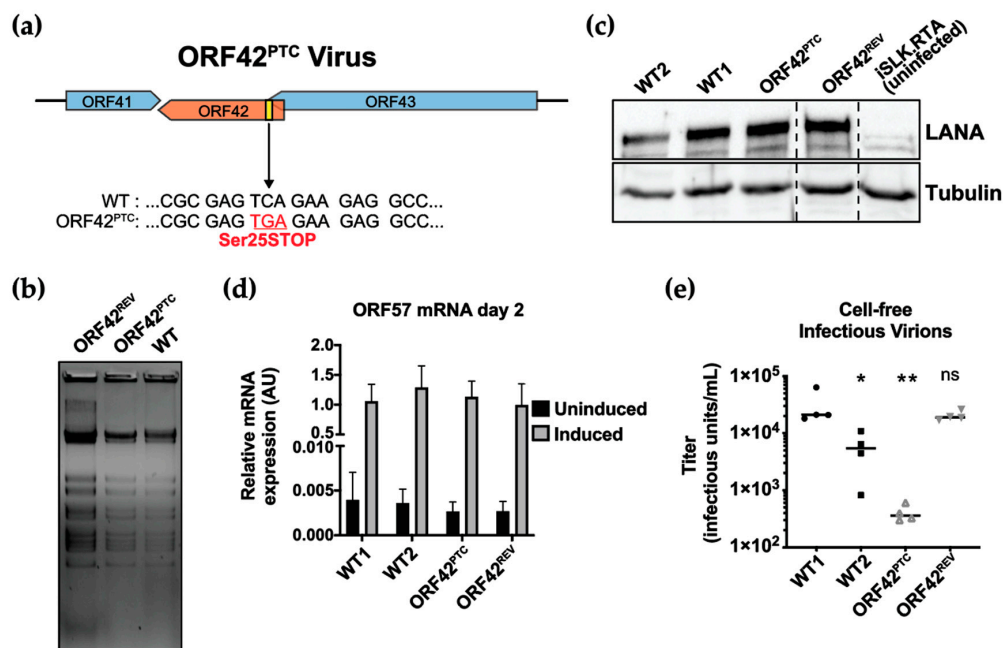 (a)
ORF42PTC Virus
ORF41
ORF42
ORF43
WT : ...CGC GAG TCA GAA GAG GCC...
ORF42PTC: ...CGC GAG TGA GAA GAG GCC...
Ser25STOP
(b)
ORF42REV
ORF42PTC
WT
(c)
WT2
WT1
ORF42PTC
ORF42REV
iSLK.RTA
(uninfected)
LANA
Tubulin
(d)
ORF57 mRNA day 2
Relative mRNA
expression (AU)
2.0
1.5
1.0
0.5
0.010
0.005
0.000
Uninduced
Induced
WT1
WT2
ORF42PTC
ORF42REV
(e)
Cell-free
Infectious Virions
Titer
(infectious units/mL)
1×105
1×104
1×103
1×102
*
**
ns
WT1
WT2
ORF42PTC
ORF42REV